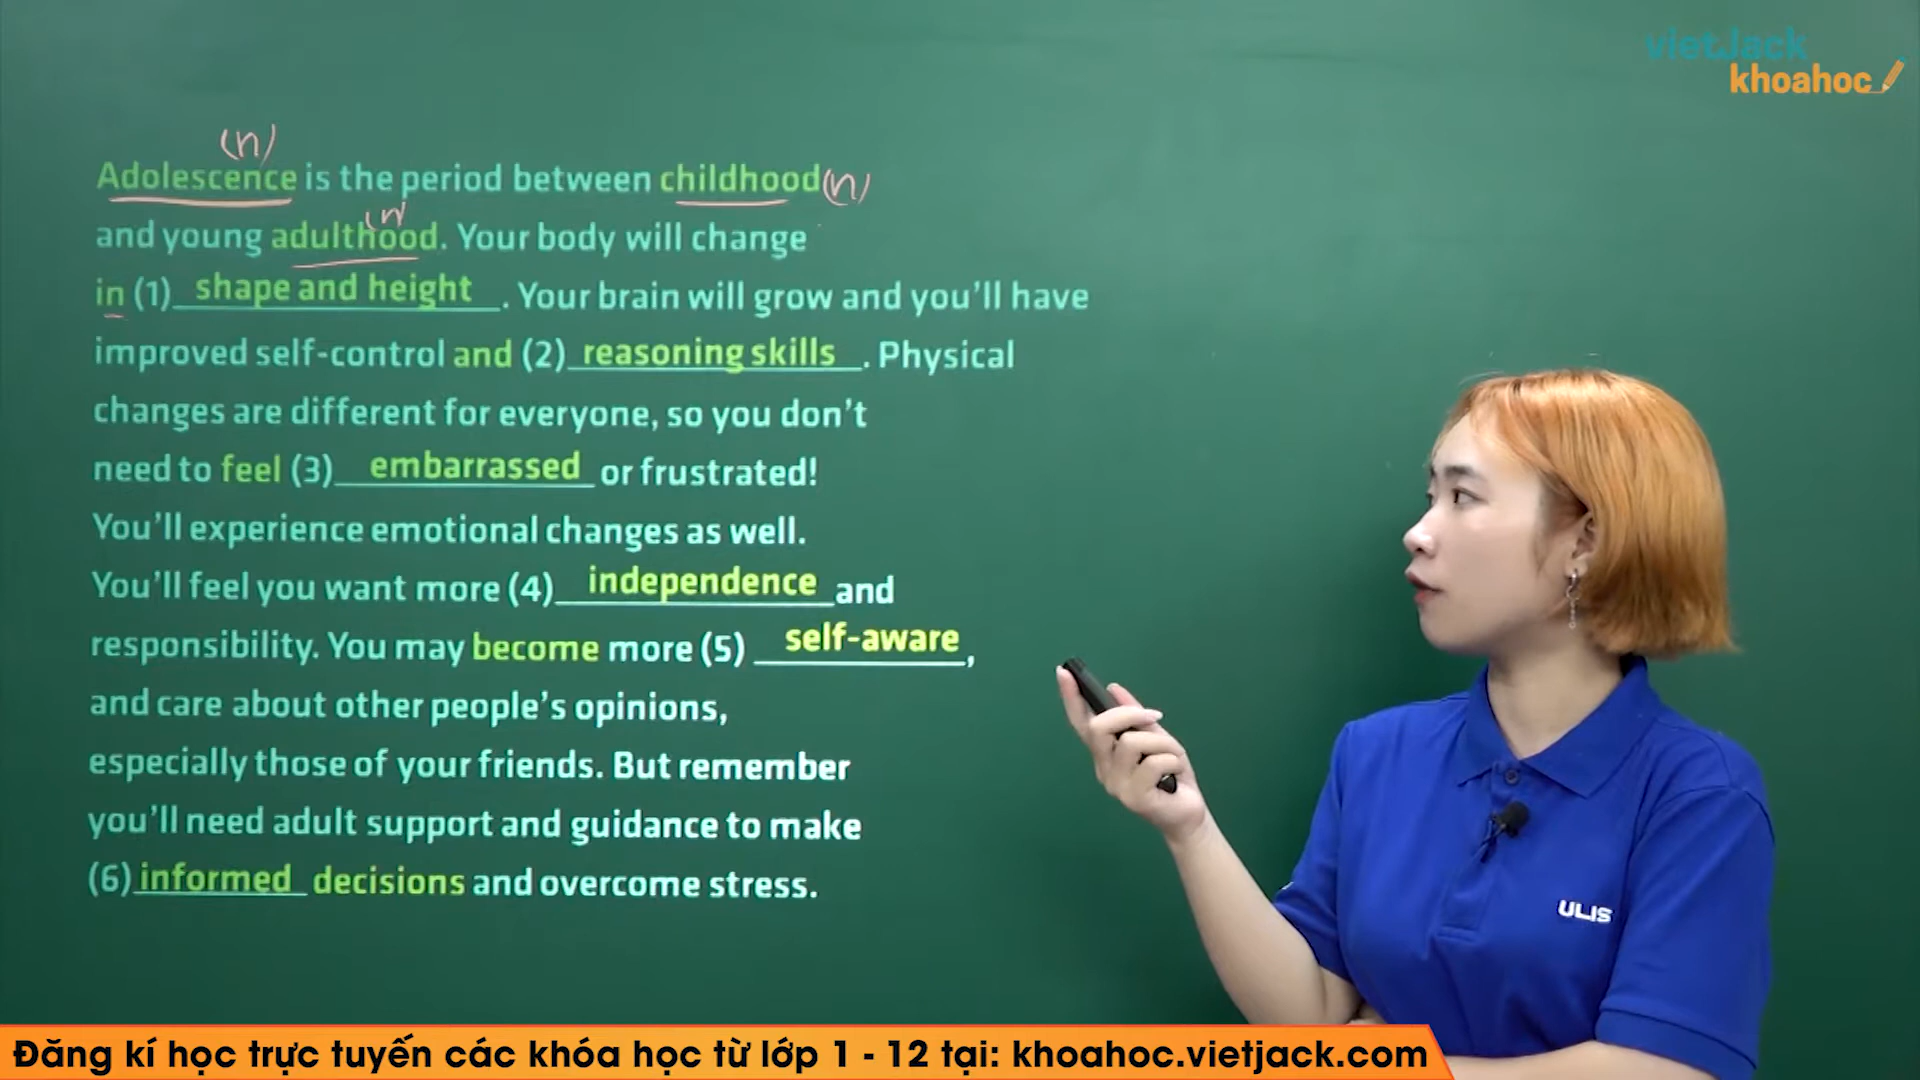 vietJack
khoahoc
(n)
Adolescence is the period between childhood (n)
(n)
and young adulthood. Your body will change
in (1) shape and height. Your brain will grow and you'll have
improved self-control and (2) reasoning skills. Physical
changes are different for everyone, so you don't
need to feel (3) embarrassed or frustrated!
You'll experience emotional changes as well.
You'll feel you want more (4) independence and
responsibility. You may become more (5) self-aware,
and care about other people's opinions,
especially those of your friends. But remember
you'll need adult support and guidance to make
(6) informed decisions and overcome stress.
ULIS
Đăng kí học trực tuyến các khóa học từ lớp 1 - 12 tại: khoahoc.vietjack.com